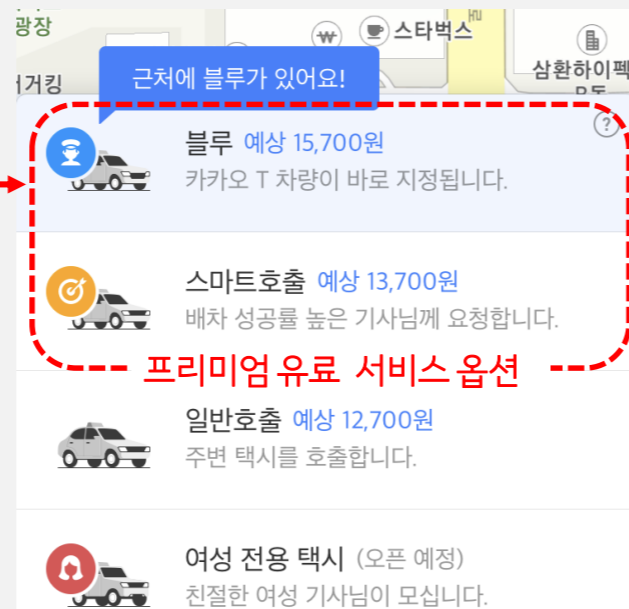 광장
스타벅스
거킹
삼환하이펙
근처에 블루가 있어요!
?
블루 예상 15,700원
카카오 T 차량이 바로 지정됩니다.
스마트호출 예상 13,700원
배차 성공률 높은 기사님께 요청합니다.
프리미엄 유료 서비스 옵션
일반호출 예상 12,700원
주변 택시를 호출합니다.
여성 전용 택시 (오픈 예정)
친절한 여성 기사님이 모십니다.